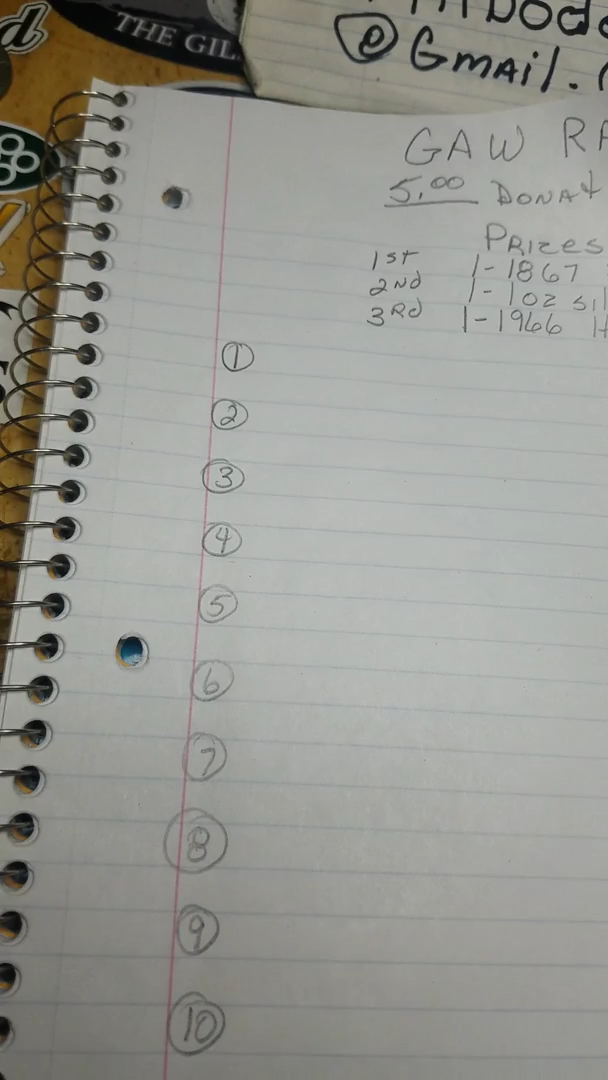 THE GIL
@Gmail.
GAW RA
5.00 DONAT
PRIZES
1ST 1-1867
2ND 1-1OZ SIL
3RD 1-1966 H
1
2
3
4
5
6
7
8
9
10